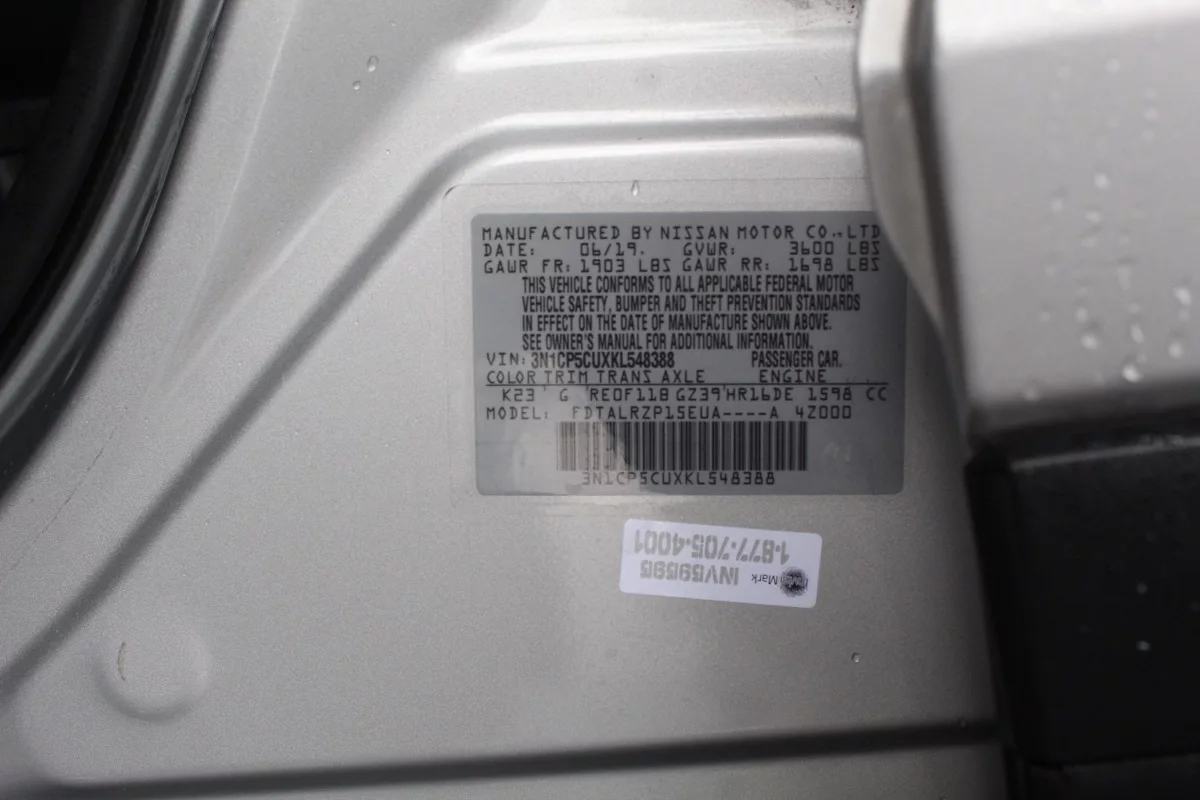 MANUFACTURED BY NISSAN MOTOR CO.,LTD
DATE: 06/19. GVWR: 3600 LBS
GAWR FR: 1903 LBS GAWR RR: 1698 LBS
THIS VEHICLE CONFORMS TO ALL APPLICABLE FEDERAL MOTOR
VEHICLE SAFETY, BUMPER AND THEFT PREVENTION STANDARDS
IN EFFECT ON THE DATE OF MANUFACTURE SHOWN ABOVE.
SEE OWNER'S MANUAL FOR ADDITIONAL INFORMATION.
VIN: 3N1CP5CUXKL548388 PASSENGER CAR.
COLOR TRIM TRANS AXLE ENGINE
K23 G RE0F11B GZ39 HR16DE 1598 CC
MODEL: FDTALRZP15EUA----A 4Z000
3N1CP5CUXKL548388
Mark INV59595
1-877-705-4001